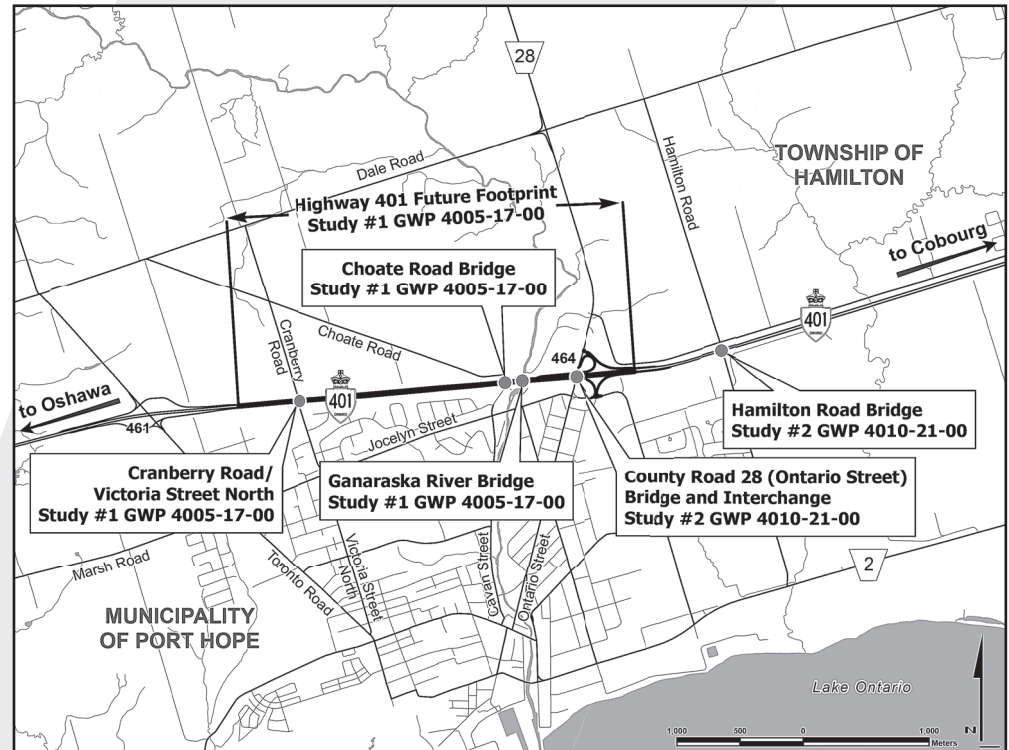 28
Hamilton Road
TOWNSHIP OF
HAMILTON
Dale Road
Highway 401 Future Footprint
Study #1 GWP 4005-17-00
to Cobourg
Choate Road Bridge
Study #1 GWP 4005-17-00
401
ONTARIO
Cranberry
Road
Choate Road
464
to Oshawa
401
ONTARIO
461
Jocelyn Street
Hamilton Road Bridge
Study #2 GWP 4010-21-00
Cranberry Road/
Victoria Street North
Study #1 GWP 4005-17-00
Ganaraska River Bridge
Study #1 GWP 4005-17-00
County Road 28 (Ontario Street)
Bridge and Interchange
Study #2 GWP 4010-21-00
Marsh Road
Toronto Road
Victoria Street
North
Cavan Street
Ontario Street
2
MUNICIPALITY
OF PORT HOPE
Lake Ontario
1,000 500 0 1,000
Meters
N